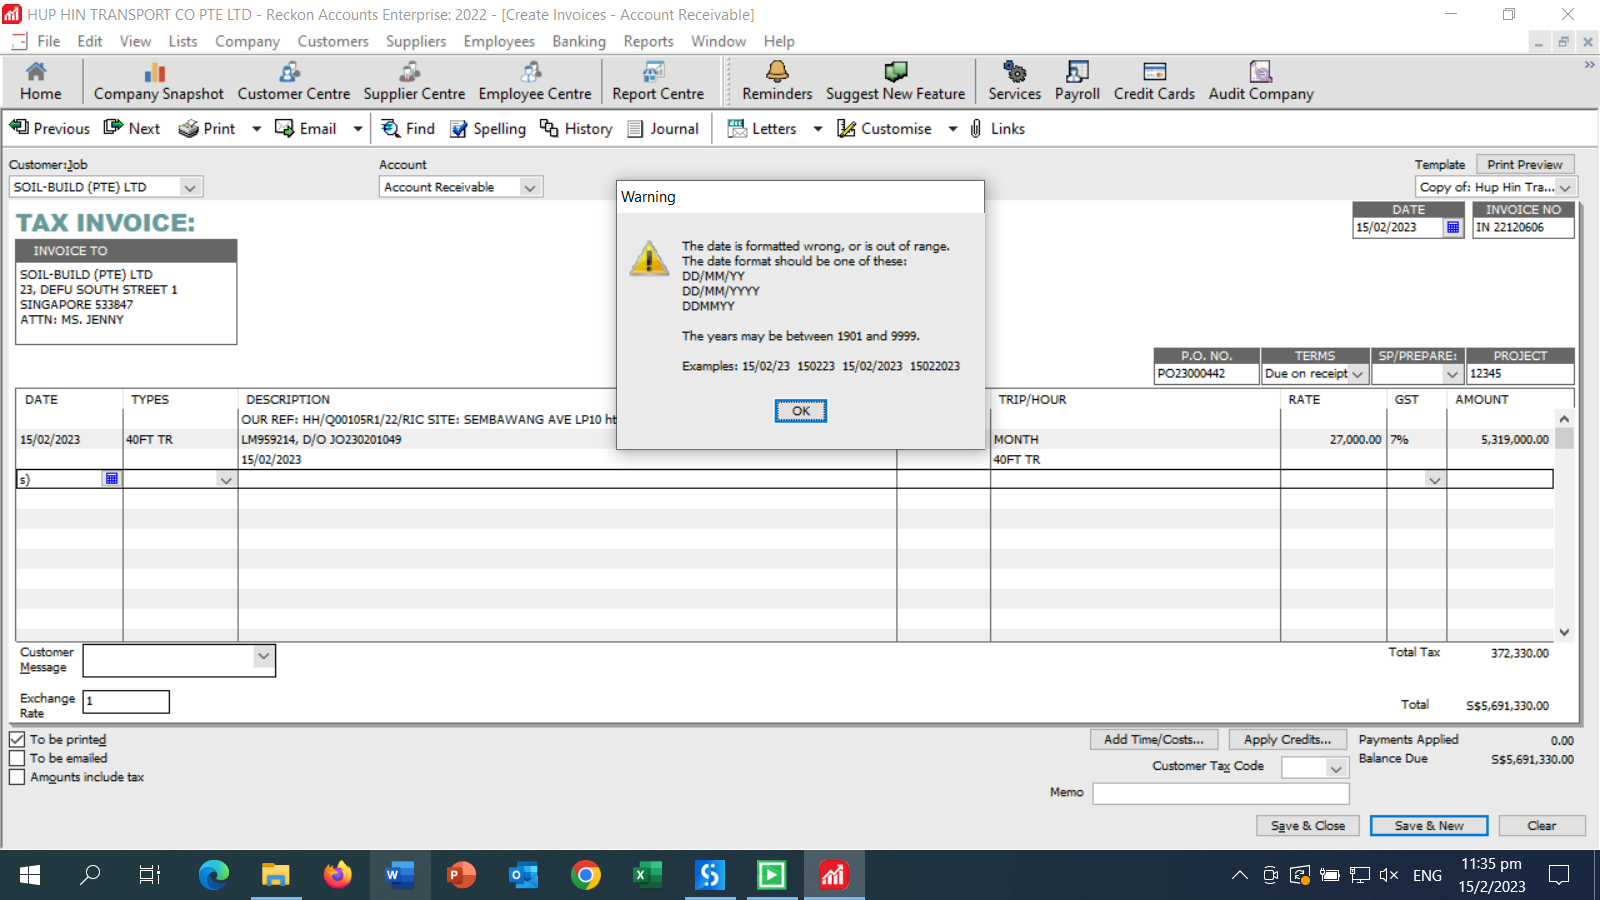 HUP HIN TRANSPORT CO PTE LTD - Reckon Accounts Enterprise: 2022 - [Create Invoices - Account Receivable]
File Edit View Lists Company Customers Suppliers Employees Banking Reports Window Help
Home Company Snapshot Customer Centre Supplier Centre Employee Centre Report Centre Reminders Suggest New Feature Services Payroll Credit Cards Audit Company
Previous Next Print Email Find Spelling History Journal Letters Customise Links
Customer:Job Account Template Print Preview
SOIL-BUILD (PTE) LTD Account Receivable Copy of: Hup Hin Tra...
TAX INVOICE:
DATE INVOICE NO
15/02/2023 IN 22120606
INVOICE TO
SOIL-BUILD (PTE) LTD
23, DEFU SOUTH STREET 1
SINGAPORE 533847
ATTN: MS. JENNY
Warning
The date is formatted wrong, or is out of range.
The date format should be one of these:
DD/MM/YY
DD/MM/YYYY
DDMMYY
The years may be between 1901 and 9999.
Examples: 15/02/23 150223 15/02/2023 15022023
OK
P.O. NO. TERMS SP/PREPARE: PROJECT
PO23000442 Due on receipt 12345
DATE TYPES DESCRIPTION TRIP/HOUR RATE GST AMOUNT
OUR REF: HH/Q00105R1/22/RIC SITE: SEMBAWANG AVE LP10 ht
15/02/2023 40FT TR LM959214, D/O JO230201049 MONTH 27,000.00 7% 5,319,000.00
15/02/2023 40FT TR
s)
Customer Message
Total Tax 372,330.00
Exchange Rate 1
Total S$5,691,330.00
To be printed
To be emailed
Amounts include tax
Add Time/Costs... Apply Credits... Payments Applied 0.00
Customer Tax Code Balance Due S$5,691,330.00
Memo
Save & Close Save & New Clear
ENG 11:35 pm
15/2/2023